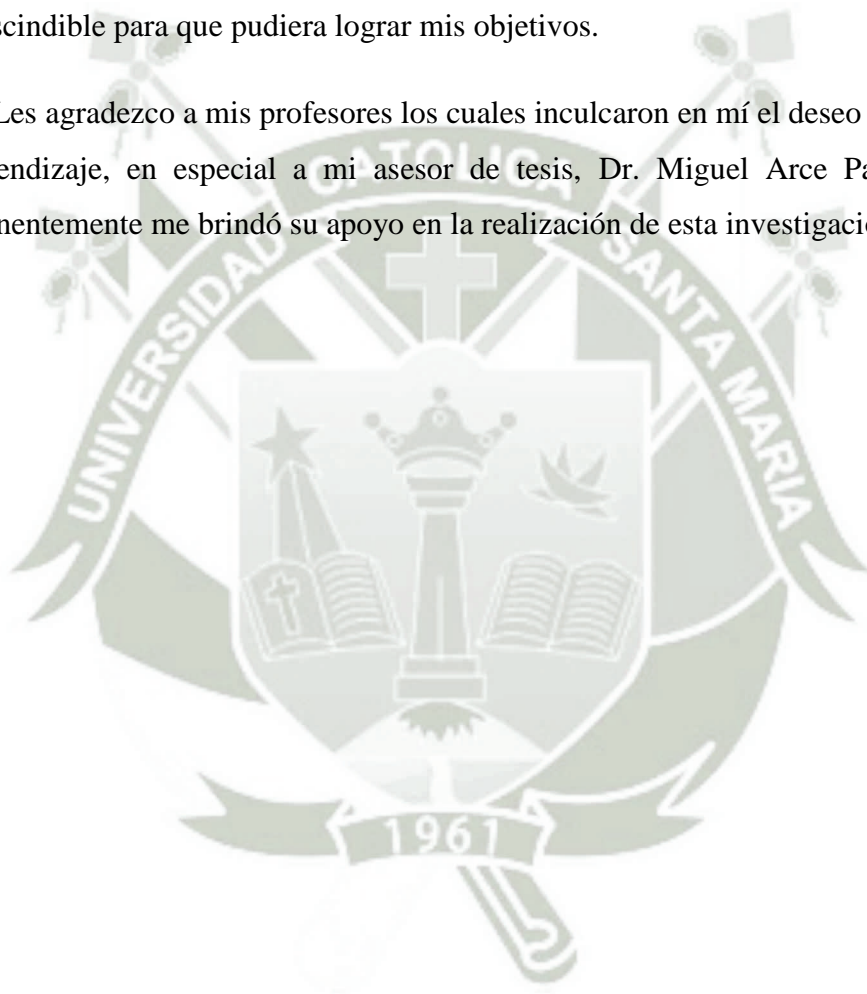 scindible para que pudiera lograr mis objetivos.
Les agradezco a mis profesores los cuales inculcaron en mí el deseo
endizaje, en especial a mi asesor de tesis, Dr. Miguel Arce Pa
nentemente me brindó su apoyo en la realización de esta investigació
UNIVERSIDAD CATOLICA SANTA MARIA
1961